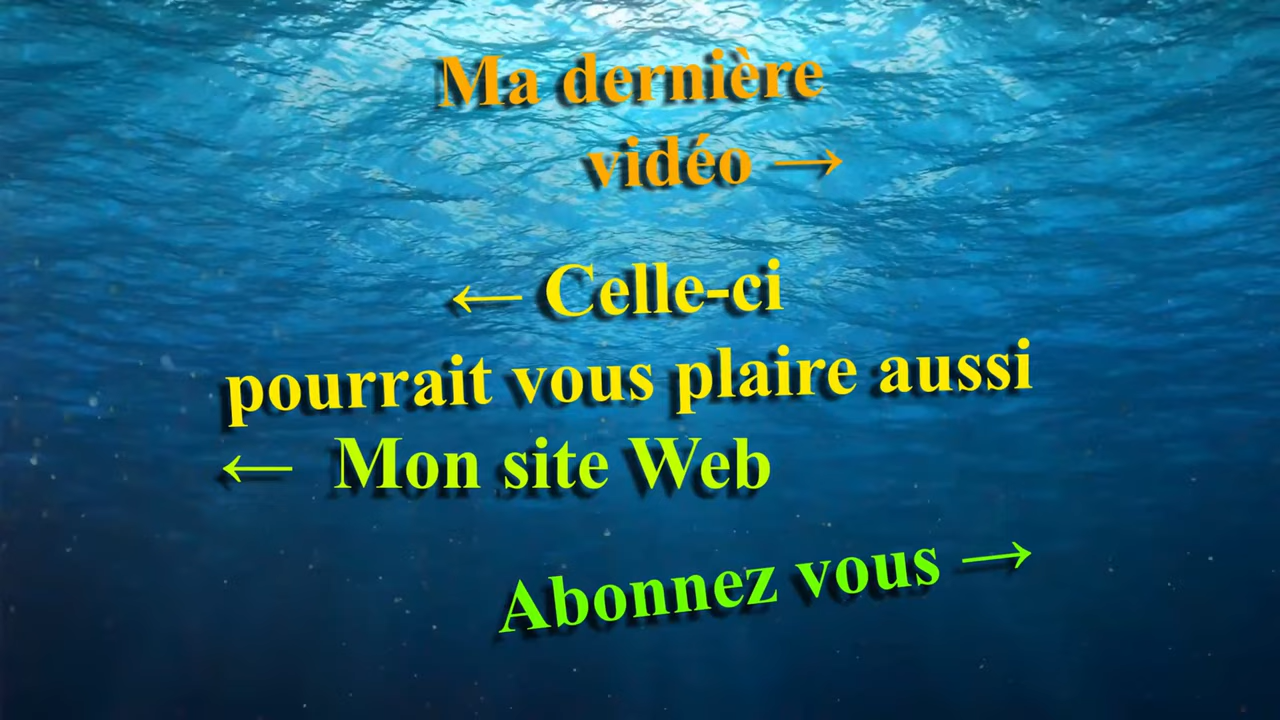 Ma dernière
vidéo →
← Celle-ci
pourrait vous plaire aussi
← Mon site Web
Abonnez vous →